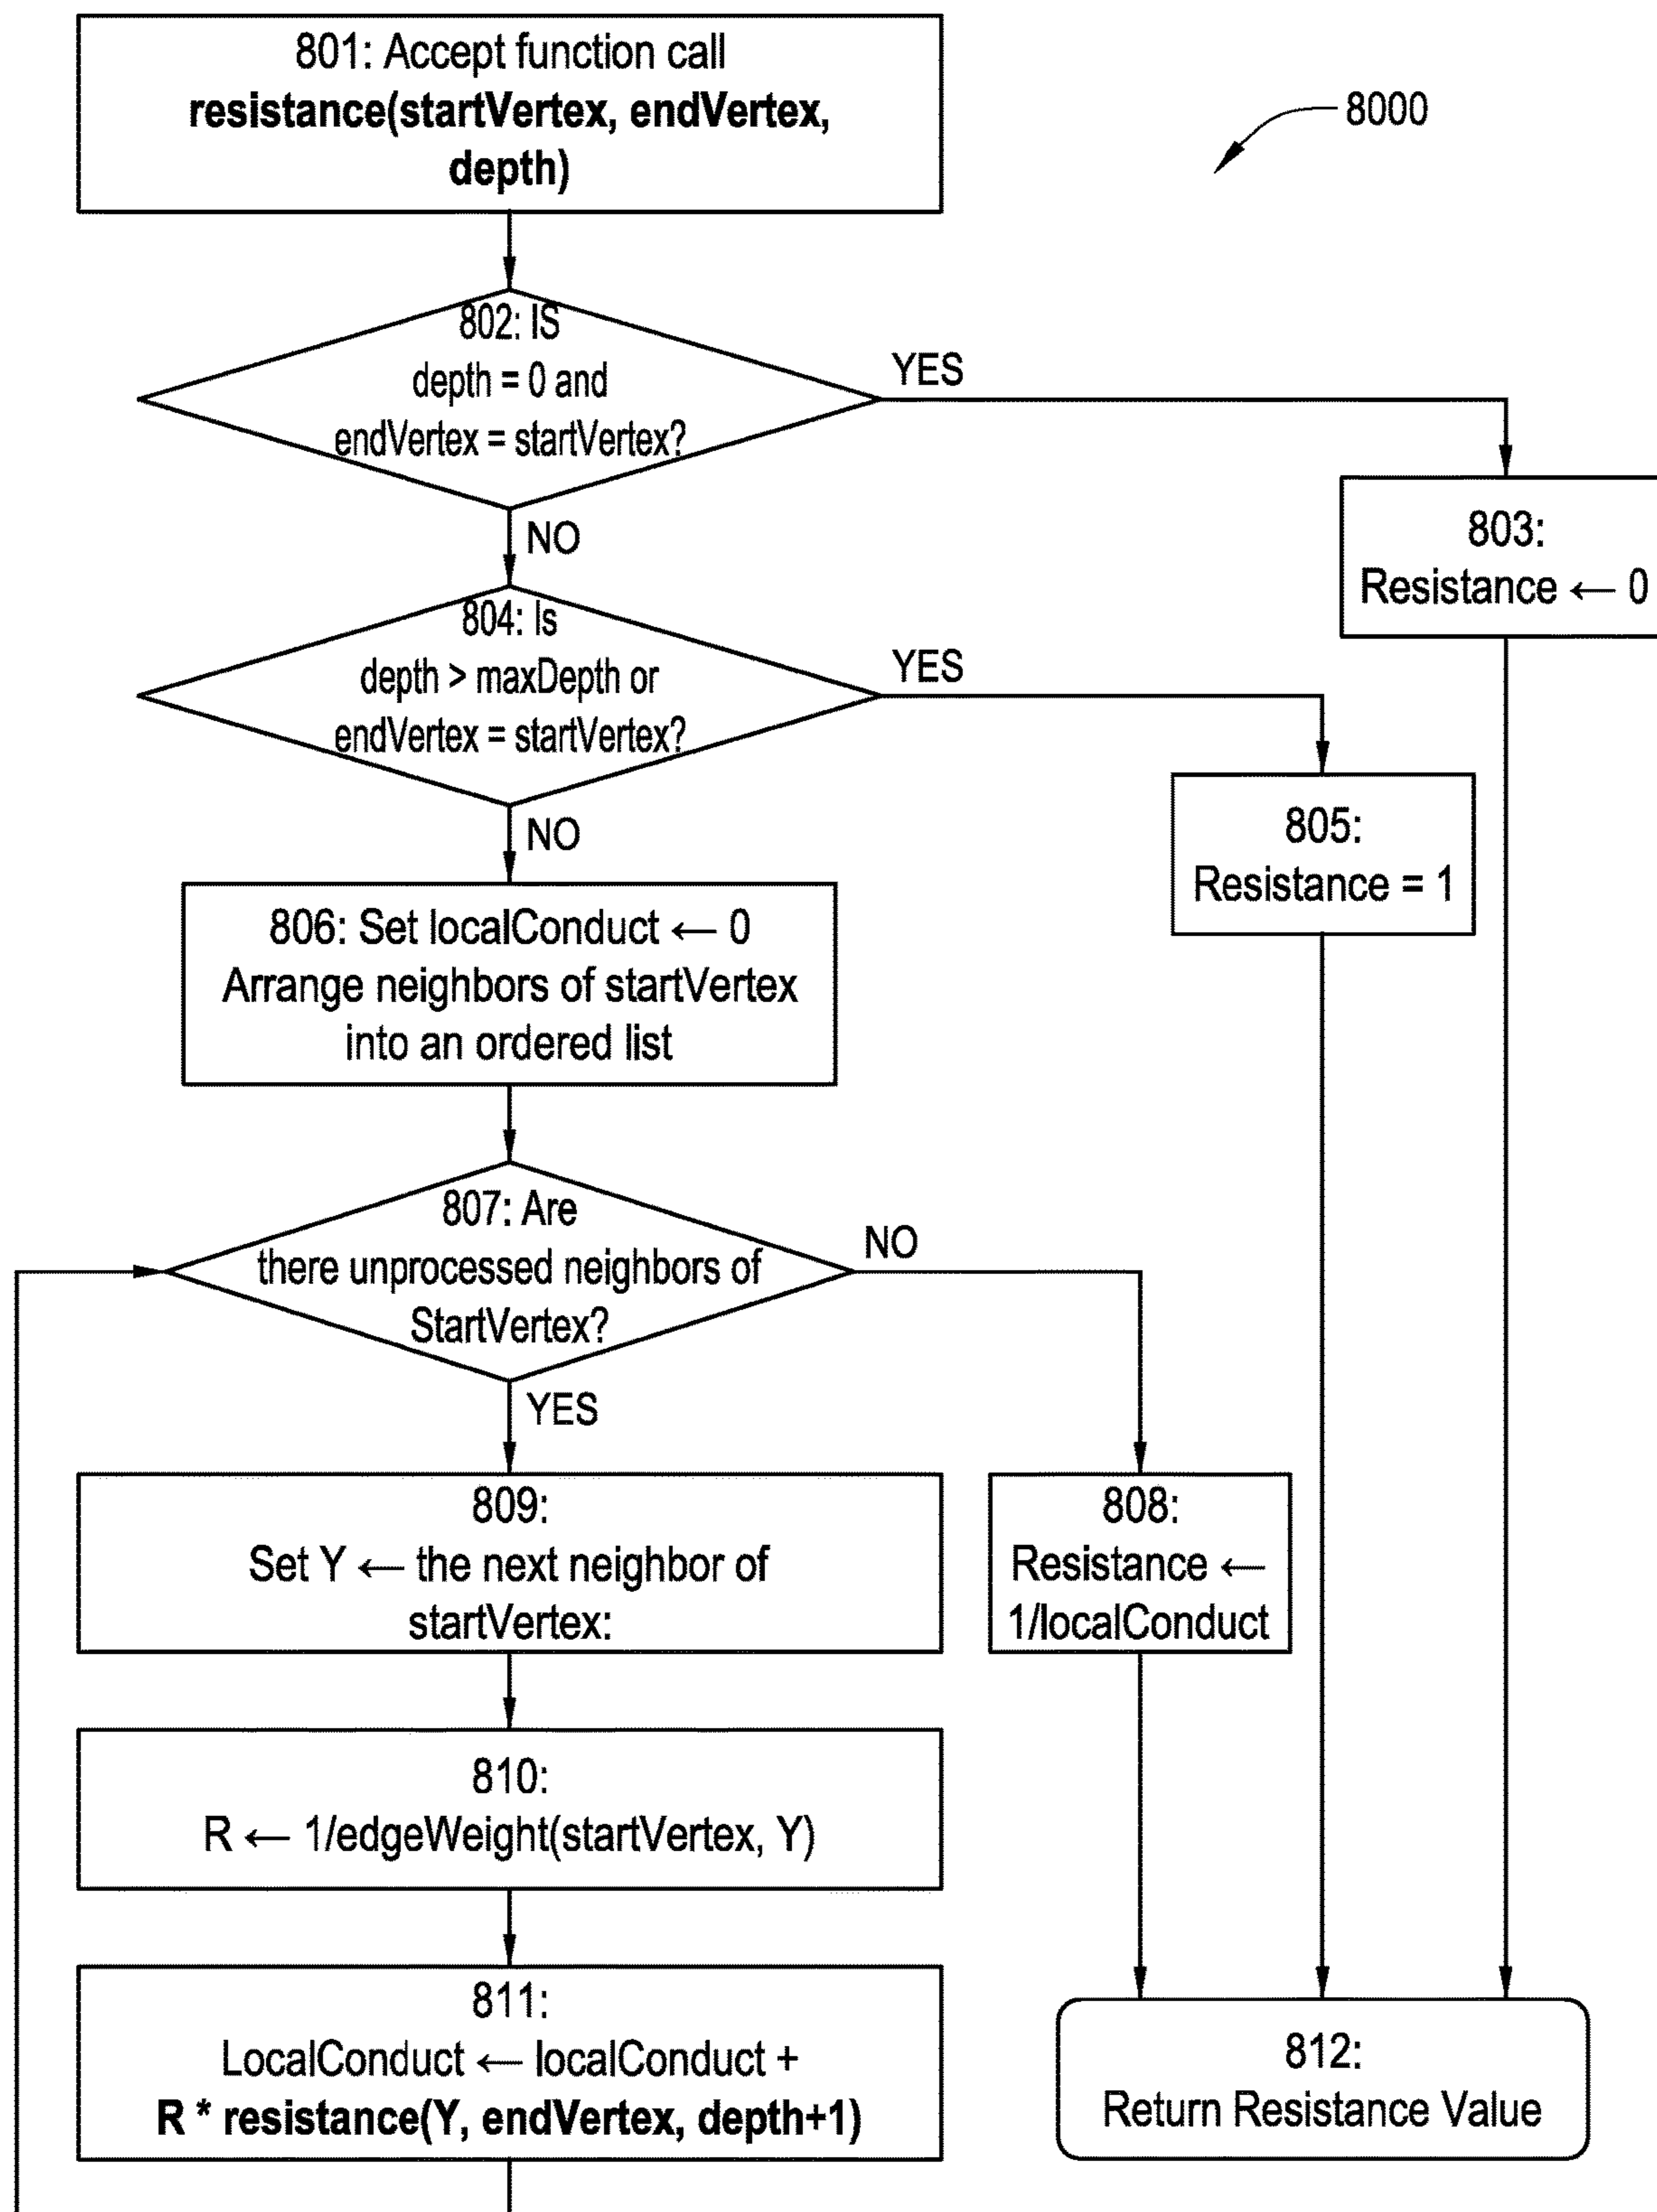 801: Accept function call
resistance(startVertex, endVertex,
depth)
8000
802: IS
depth = 0 and
endVertex = startVertex?
YES
NO
803:
Resistance ← 0
804: Is
depth > maxDepth or
endVertex = startVertex?
YES
NO
805:
Resistance = 1
806: Set localConduct ← 0
Arrange neighbors of startVertex
into an ordered list
807: Are
there unprocessed neighbors of
StartVertex?
NO
YES
809:
Set Y ← the next neighbor of
startVertex:
808:
Resistance ←
1/localConduct
810:
R ← 1/edgeWeight(startVertex, Y)
811:
LocalConduct ← localConduct +
R * resistance(Y, endVertex, depth+1)
812:
Return Resistance Value